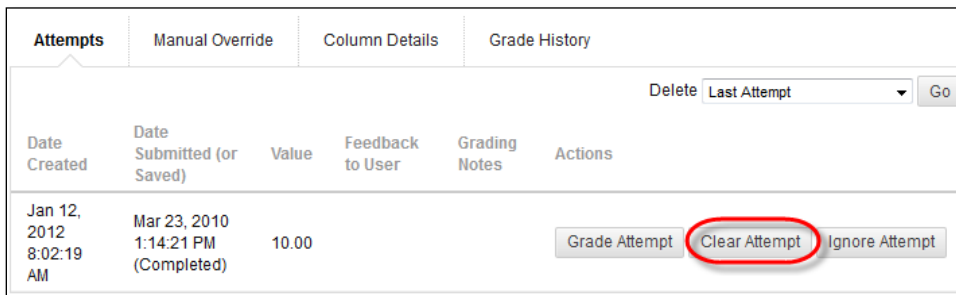 Attempts Manual Override Column Details Grade History
Delete Last Attempt Go
Date Created Date Submitted (or Saved) Value Feedback to User Grading Notes Actions
Jan 12, 2012 8:02:19 AM Mar 23, 2010 1:14:21 PM (Completed) 10.00 Grade Attempt Clear Attempt Ignore Attempt